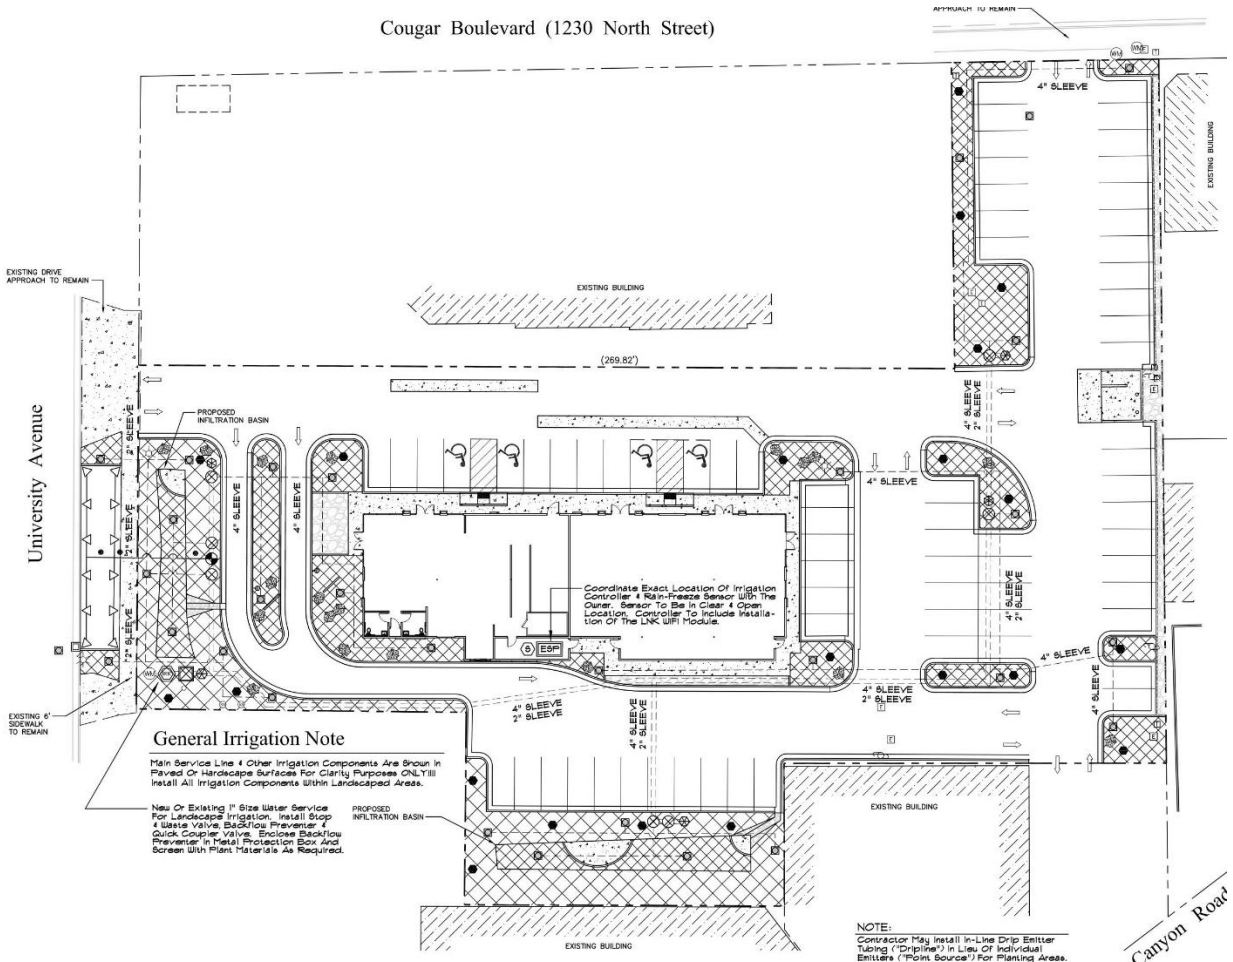 APPROACH TO REMAIN
Cougar Boulevard (1230 North Street)
WM
4" SLEEVE
EXISTING BUILDING
EXISTING DRIVE
APPROACH TO REMAIN
EXISTING BUILDING
(269.82')
University Avenue
PROPOSED
INFILTRATION BASIN
2" SLEEVE
4" SLEEVE
2" SLEEVE
4" SLEEVE
4" SLEEVE
4" SLEEVE
2" SLEEVE
2" SLEEVE
4" SLEEVE
2" SLEEVE
Coordinate Exact Location Of Irrigation
Controller & Rain-Freeze Sensor With The
Owner. Sensor To Be In Clear & Open
Location. Controller To Include Installa-
tion Of The LNK WIFI Module.
S
ESP
4" SLEEVE
WM
4" SLEEVE
2" SLEEVE
4" SLEEVE
4" SLEEVE
2" SLEEVE
4" SLEEVE
2" SLEEVE
EXISTING 6'
SIDEWALK
TO REMAIN
General Irrigation Note
Main Service Line & Other Irrigation Components Are Shown In
Paved Or Hardscape Surfaces For Clarity Purposes ONLY!!!!
Install All Irrigation Components Within Landscaped Areas.
New Or Existing 1" Size Water Service
For Landscape Irrigation. Install Stop
& Waste Valve, Backflow Preventer &
Quick Coupler Valve. Enclose Backflow
Preventer In Metal Protection Box And
Screen With Plant Materials As Required.
PROPOSED
INFILTRATION BASIN
EXISTING BUILDING
EXISTING BUILDING
NOTE:
Contractor May Install In-Line Drip Emitter
Tubing ("Dripline") In Lieu Of Individual
Emitters ("Point Source") For Planting Areas.
Canyon Road